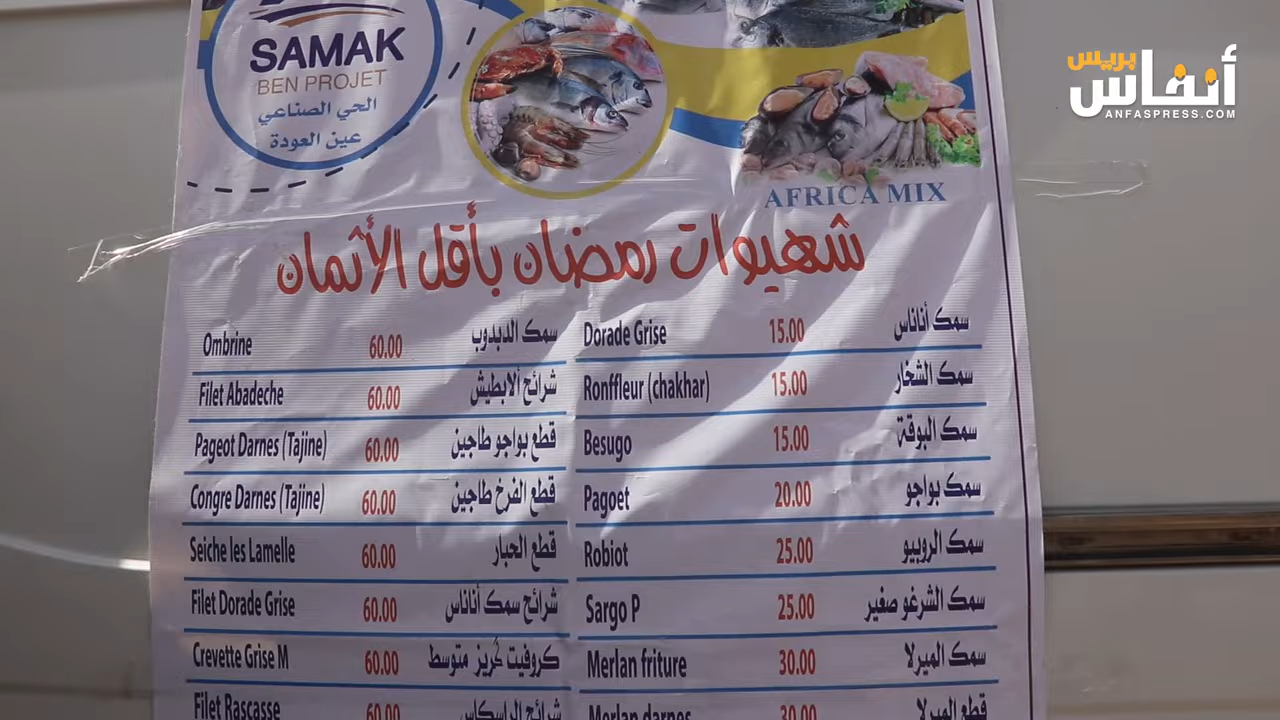 SAMAK
BEN PROJET
الحي الصناعي
عين العودة
أنفاس بريس
ANFASPRESS.COM
AFRICA MIX
شهيوات رمضان بأقل الأثمان
Ombrine 60.00 سمك الدبدوب
Filet Abadeche 60.00 شرائح ألابطيش
Pageot Darnes (Tajine) 60.00 قطع بواجو طاجين
Congre Darnes (Tajine) 60.00 قطع الفرخ طاجين
Seiche les Lamelle 60.00 قطع الحبار
Filet Dorade Grise 60.00 شرائح سمك أناناس
Crevette Grise M 60.00 كروفيت گريز متوسط
Filet Rascasse 60.00 شرائح الراسكاس
Dorade Grise 15.00 سمك أناناس
Ronffleur (chakhar) 15.00 سمك الشخار
Besugo 15.00 سمك البوقة
Pagoet 20.00 سمك بواجو
Robiot 25.00 سمك الروبيو
Sargo P 25.00 سمك الشرغو صغير
Merlan friture 30.00 سمك الميرلا
Merlan darnes 30.00 قطع الميرلا